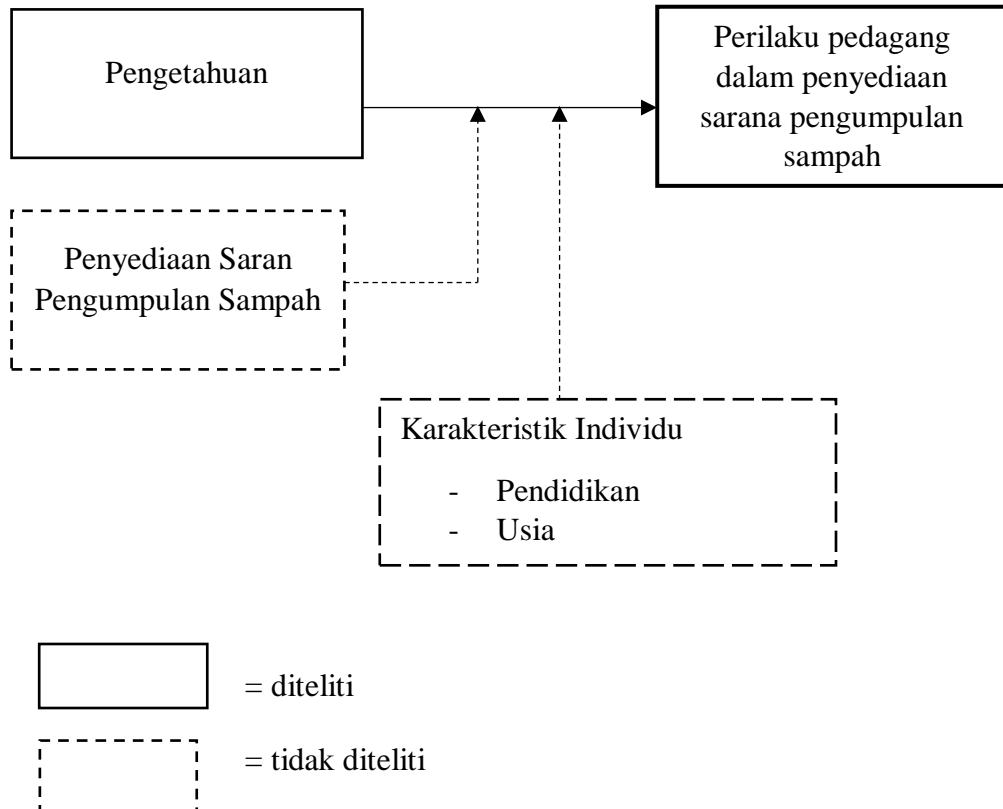 Pengetahuan
Perilaku pedagang
dalam penyediaan
sarana pengumpulan
sampah
Penyediaan Saran
Pengumpulan Sampah
Karakteristik Individu
- Pendidikan
- Usia
= diteliti
= tidak diteliti